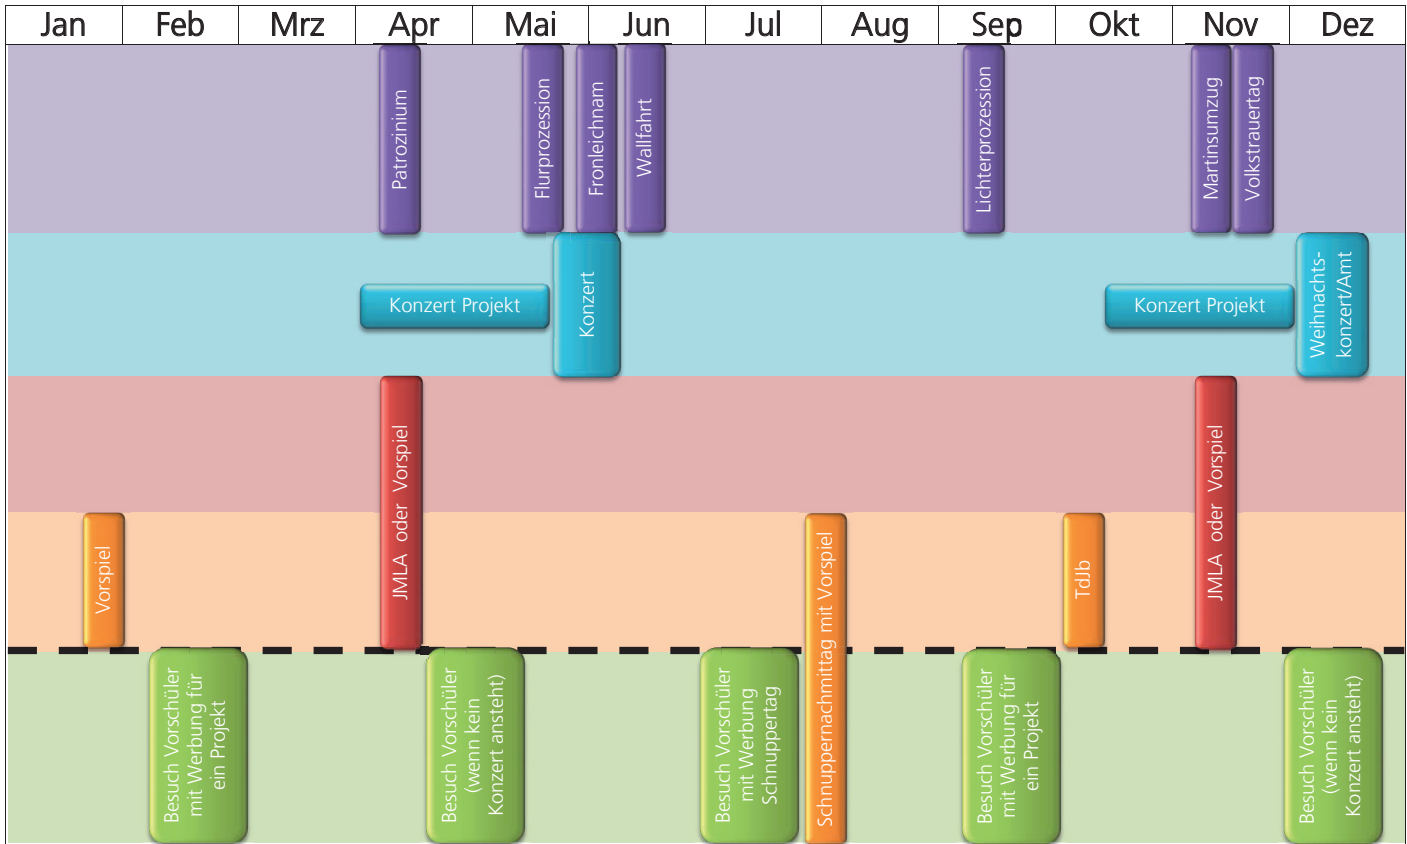 Jan
Feb
Mrz
Apr
Mai
Jun
Jul
Aug
Sep
Okt
Nov
Dez
Patrozinium
Flurprozession
Fronleichnam
Wallfahrt
Lichterprozession
Martinsumzug
Volkstrauertag
Konzert Projekt
Konzert
Konzert Projekt
Weihnachts-
konzert/Amt
JMLA oder Vorspiel
JMLA oder Vorspiel
Vorspiel
Schnuppernachmittag mit Vorspiel
TdJb
Besuch Vorschüler
mit Werbung für
ein Projekt
Besuch Vorschüler
(wenn kein
Konzert ansteht)
Besuch Vorschüler
mit Werbung
Schnuppertag
Besuch Vorschüler
mit Werbung für
ein Projekt
Besuch Vorschüler
(wenn kein
Konzert ansteht)